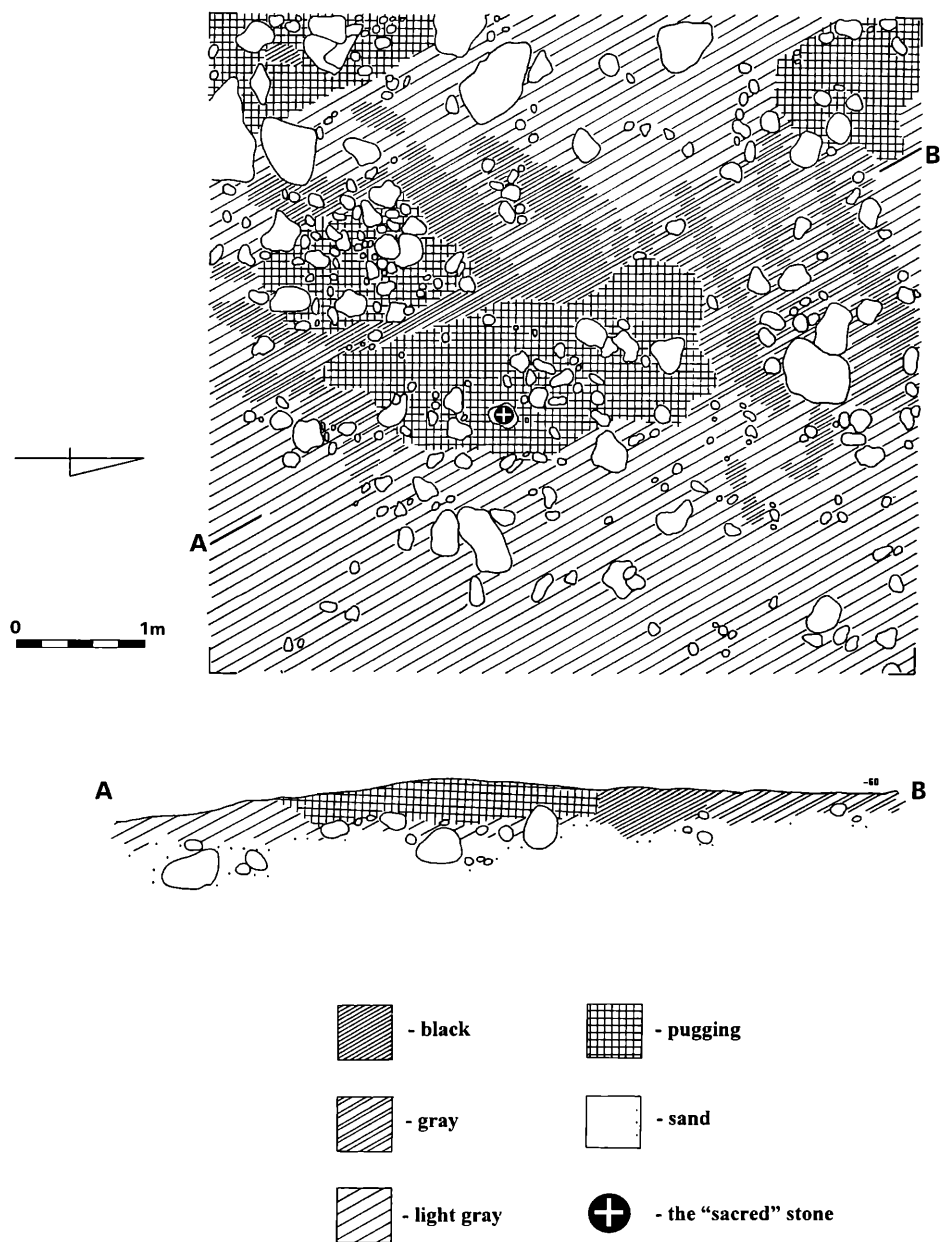 B
A
0 1m
A -60 B
- black - pugging
- gray - sand
- light gray - the “sacred” stone